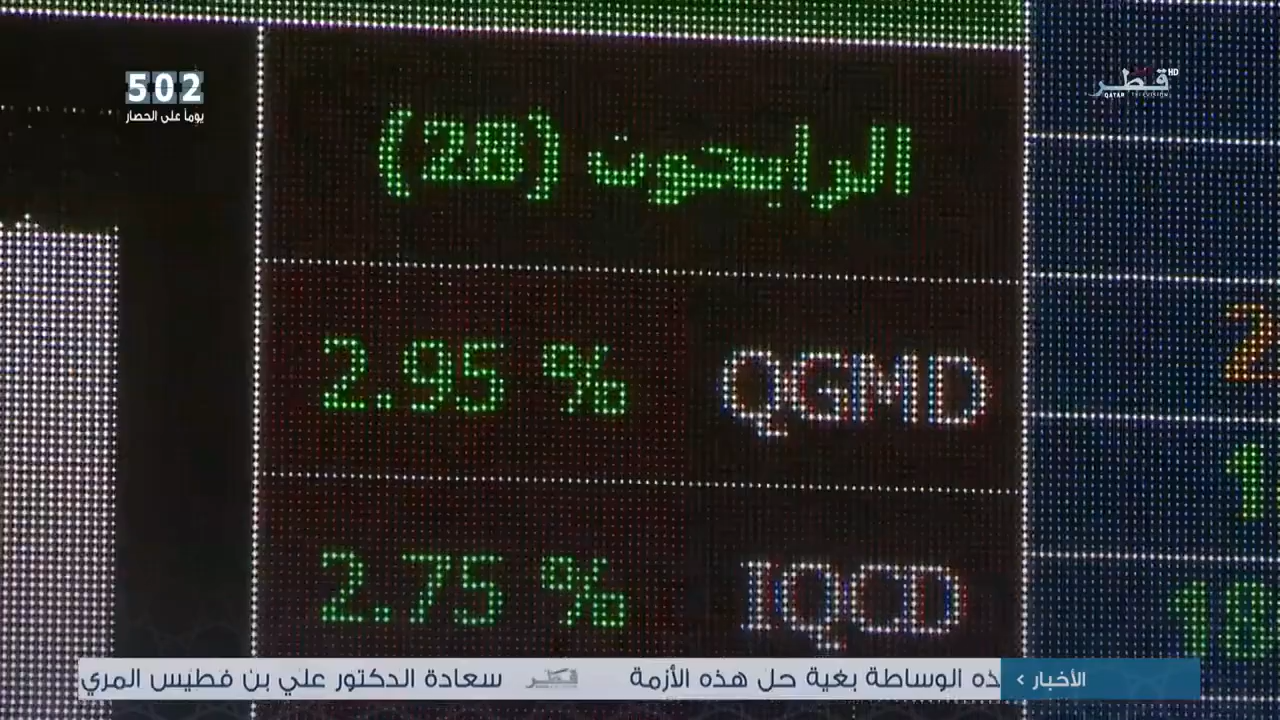 502
يوماً على الحصار
قطر HD
QATAR TELEVISION
الرابحون (28)
QGMD 2.95 %
IQCD 2.75 %
الأخبار >
ذه الوساطة بغية حل هذه الأزمة قطر سعادة الدكتور علي بن فطيس المري